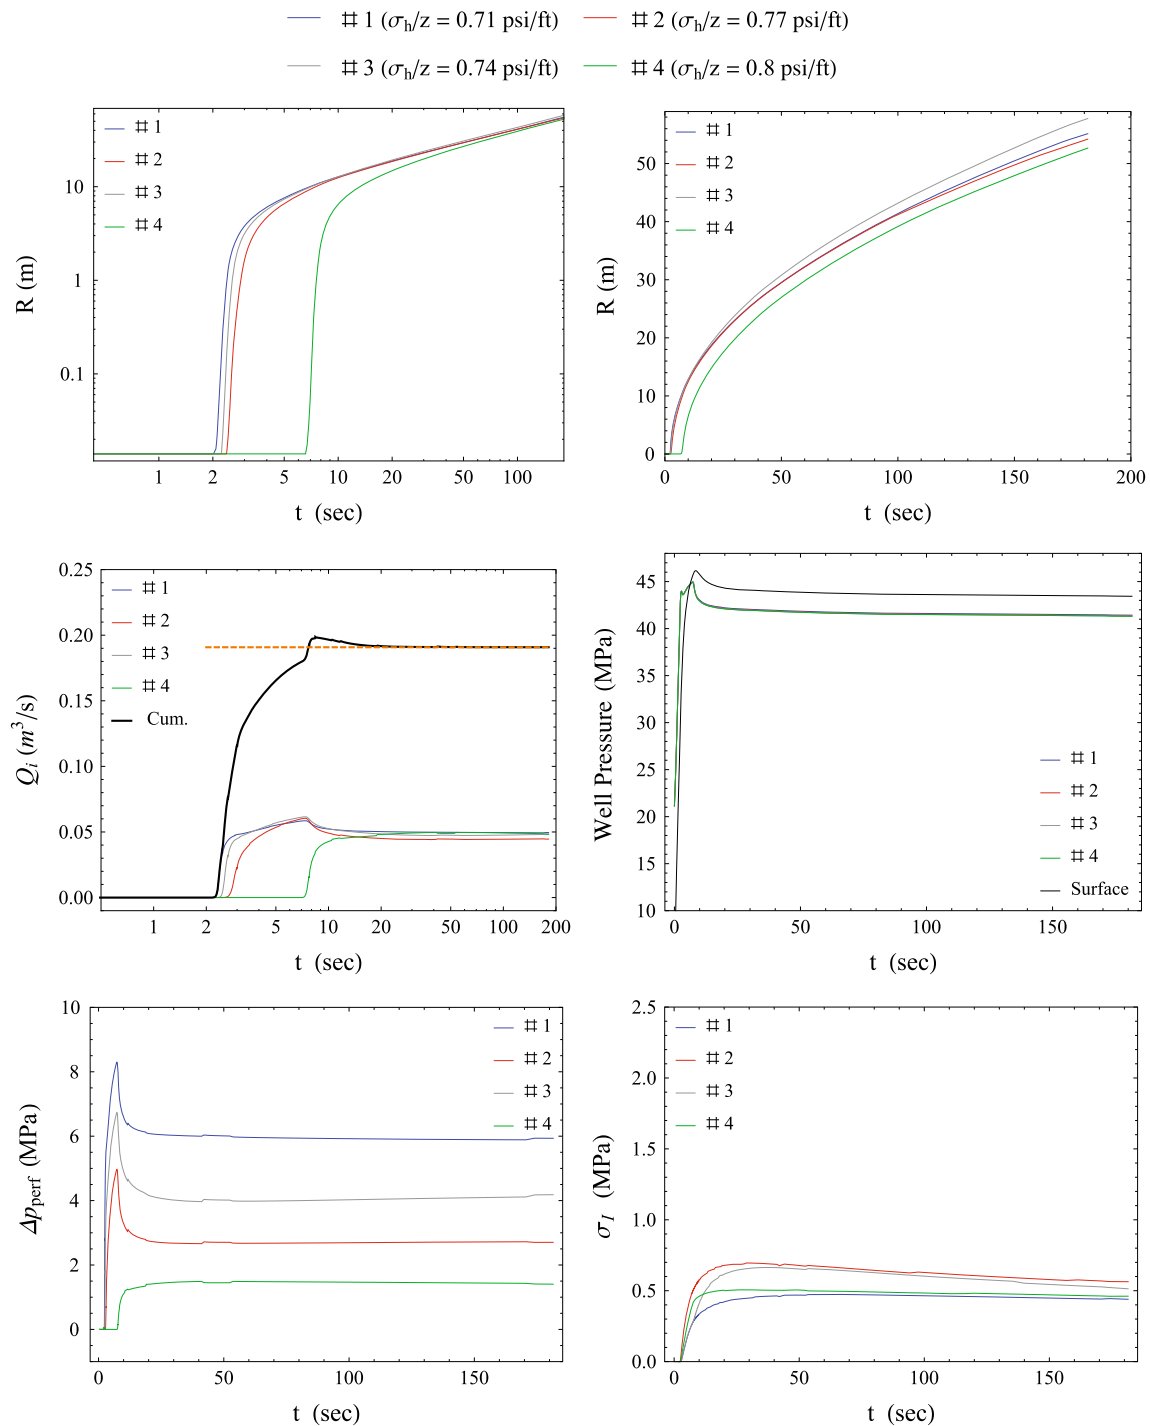 # 1 (σh/z = 0.71 psi/ft) # 2 (σh/z = 0.77 psi/ft)
# 3 (σh/z = 0.74 psi/ft) # 4 (σh/z = 0.8 psi/ft)
# 1
# 2
# 3
# 4
10
1
0.1
R (m)
1 2 5 10 20 50 100
t (sec)
# 1
# 2
# 3
# 4
50
40
30
20
10
0
R (m)
0 50 100 150 200
t (sec)
# 1
# 2
# 3
# 4
Cum.
0.25
0.20
0.15
0.10
0.05
0.00
Qi (m³/s)
1 2 5 10 20 50 100 200
t (sec)
45
40
35
30
25
20
15
10
Well Pressure (MPa)
# 1
# 2
# 3
# 4
Surface
0 50 100 150
t (sec)
10
8
6
4
2
0
Δpperf (MPa)
# 1
# 2
# 3
# 4
0 50 100 150
t (sec)
2.5
2.0
1.5
1.0
0.5
0.0
σI (MPa)
# 1
# 2
# 3
# 4
0 50 100 150
t (sec)